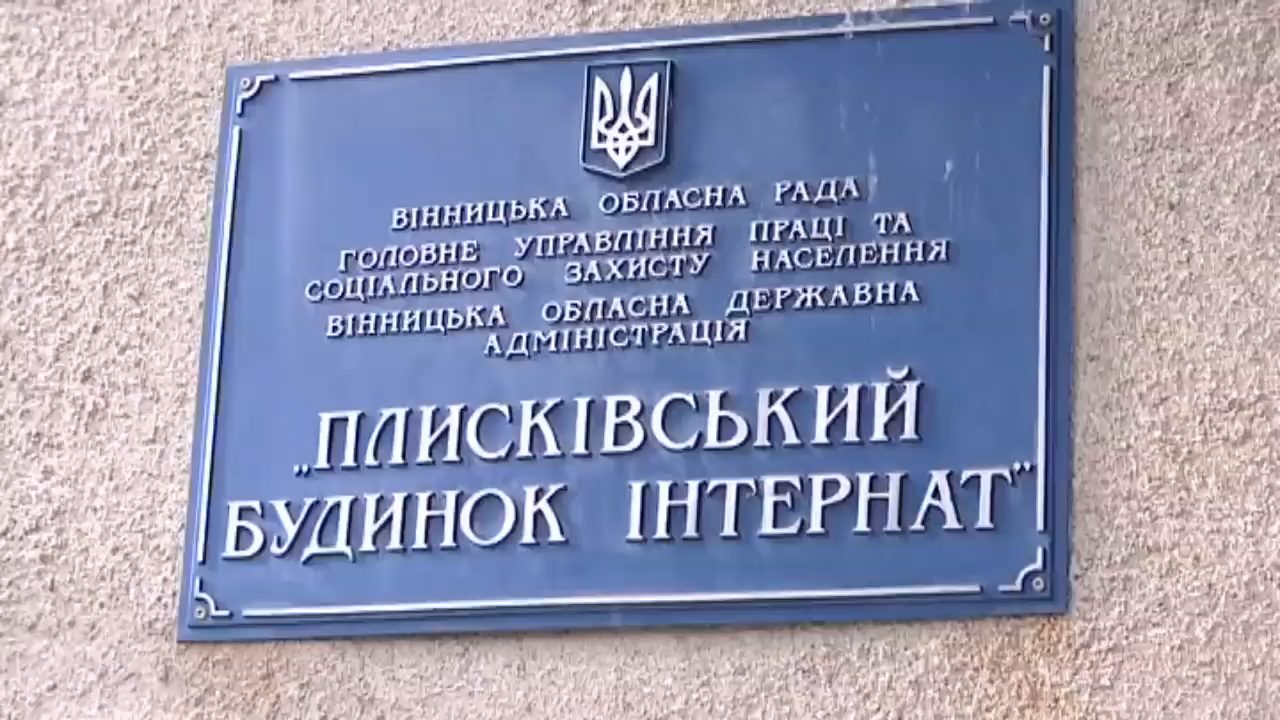 ВІННИЦЬКА ОБЛАСНА РАДА
ГОЛОВНЕ УПРАВЛІННЯ ПРАЦІ ТА
СОЦІАЛЬНОГО ЗАХИСТУ НАСЕЛЕННЯ
ВІННИЦЬКА ОБЛАСНА ДЕРЖАВНА
АДМІНІСТРАЦІЯ
„ПЛИСКІВСЬКИЙ
БУДИНОК ІНТЕРНАТ”